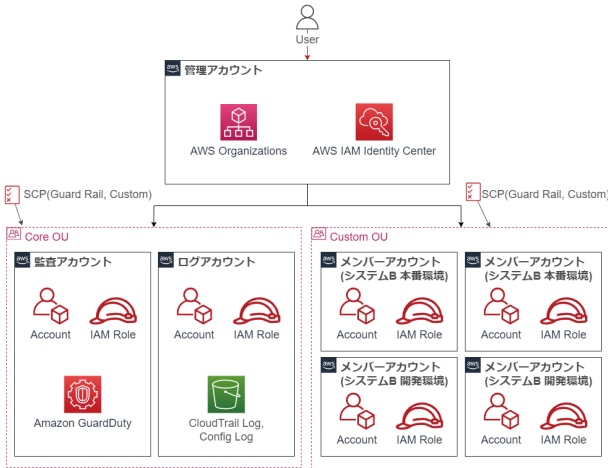 User
aws
管理アカウント
AWS Organizations
AWS IAM Identity Center
SCP(Guard Rail, Custom)
SCP(Guard Rail, Custom)
Core OU
aws
監査アカウント
Account
IAM Role
Amazon GuardDuty
aws
ログアカウント
Account
IAM Role
CloudTrail Log,
Config Log
Custom OU
aws
メンバーアカウント
(システムB 本番環境)
Account
IAM Role
aws
メンバーアカウント
(システムB 本番環境)
Account
IAM Role
aws
メンバーアカウント
(システムB 開発環境)
Account
IAM Role
aws
メンバーアカウント
(システムB 開発環境)
Account
IAM Role